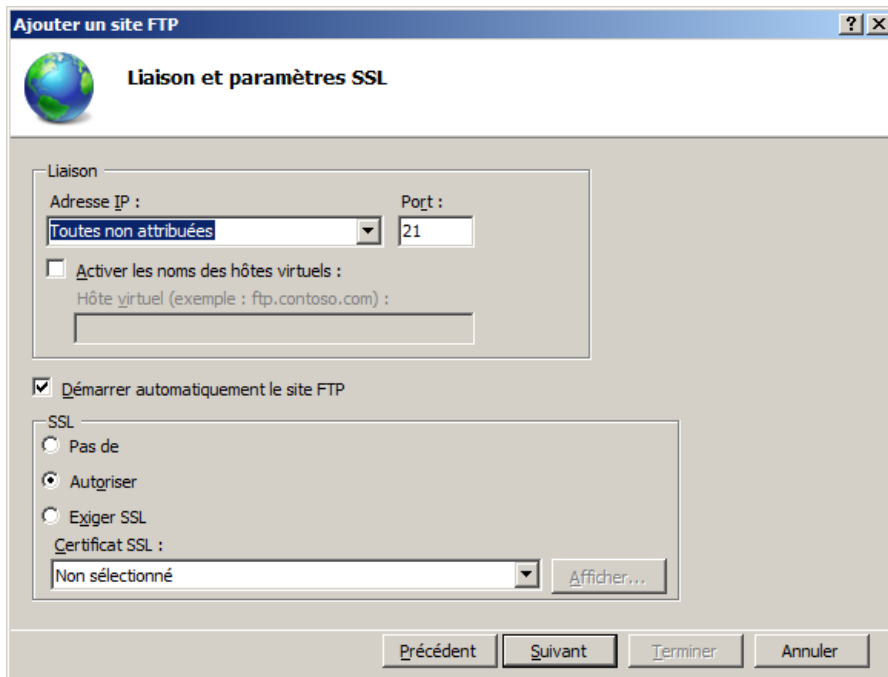 Ajouter un site FTP
Liaison et paramètres SSL
Liaison
Adresse IP : Port :
Toutes non attribuées 21
Activer les noms des hôtes virtuels :
Hôte virtuel (exemple : ftp.contoso.com) :
Démarrer automatiquement le site FTP
SSL
Pas de
Autoriser
Exiger SSL
Certificat SSL :
Non sélectionné Afficher...
Précédent Suivant Terminer Annuler